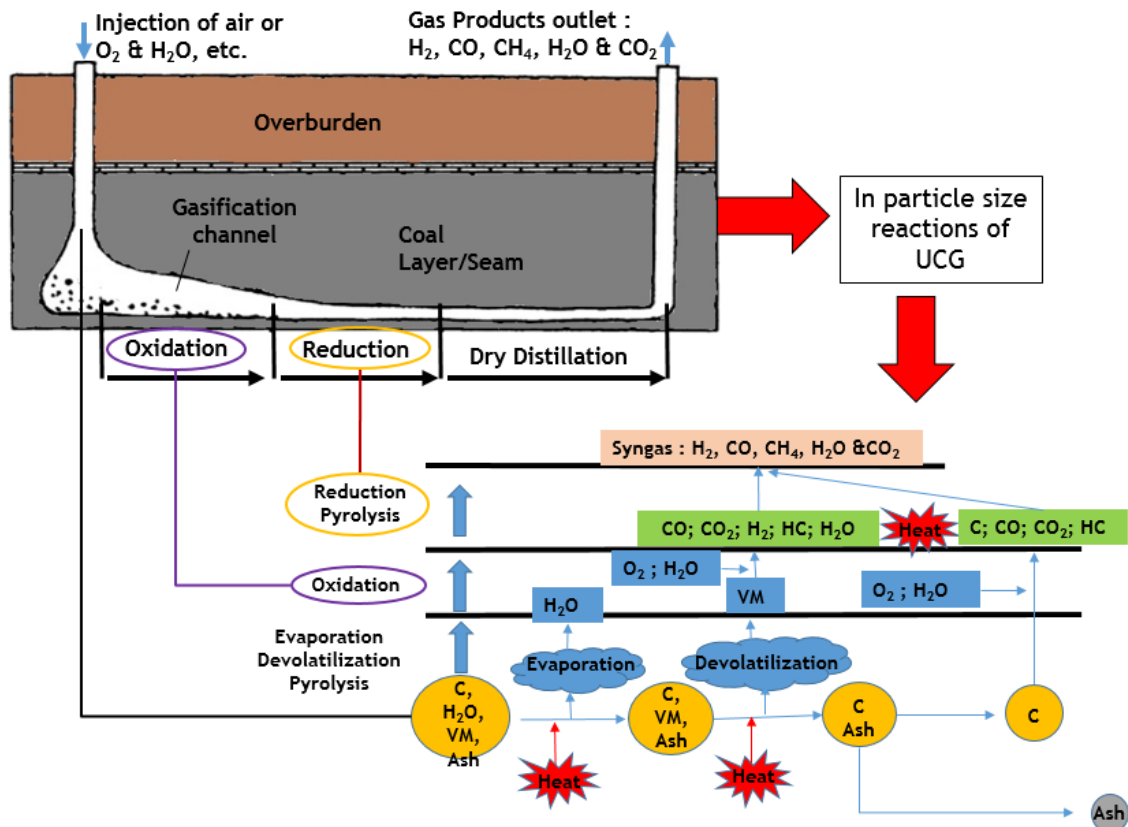 Injection of air or
O₂ & H₂O, etc.
Gas Products outlet :
H₂, CO, CH₄, H₂O & CO₂
Overburden
Gasification
channel
Coal
Layer/Seam
In particle size
reactions of
UCG
Oxidation
Reduction
Dry Distillation
Syngas : H₂, CO, CH₄, H₂O &CO₂
Reduction
Pyrolysis
CO; CO₂; H₂; HC; H₂O
Heat
C; CO; CO₂; HC
Oxidation
O₂ ; H₂O
H₂O
VM
O₂ ; H₂O
Evaporation
Devolatilization
Pyrolysis
Evaporation
Devolatilization
C,
H₂O,
VM,
Ash
C,
VM,
Ash
C
Ash
C
Heat
Heat
Ash